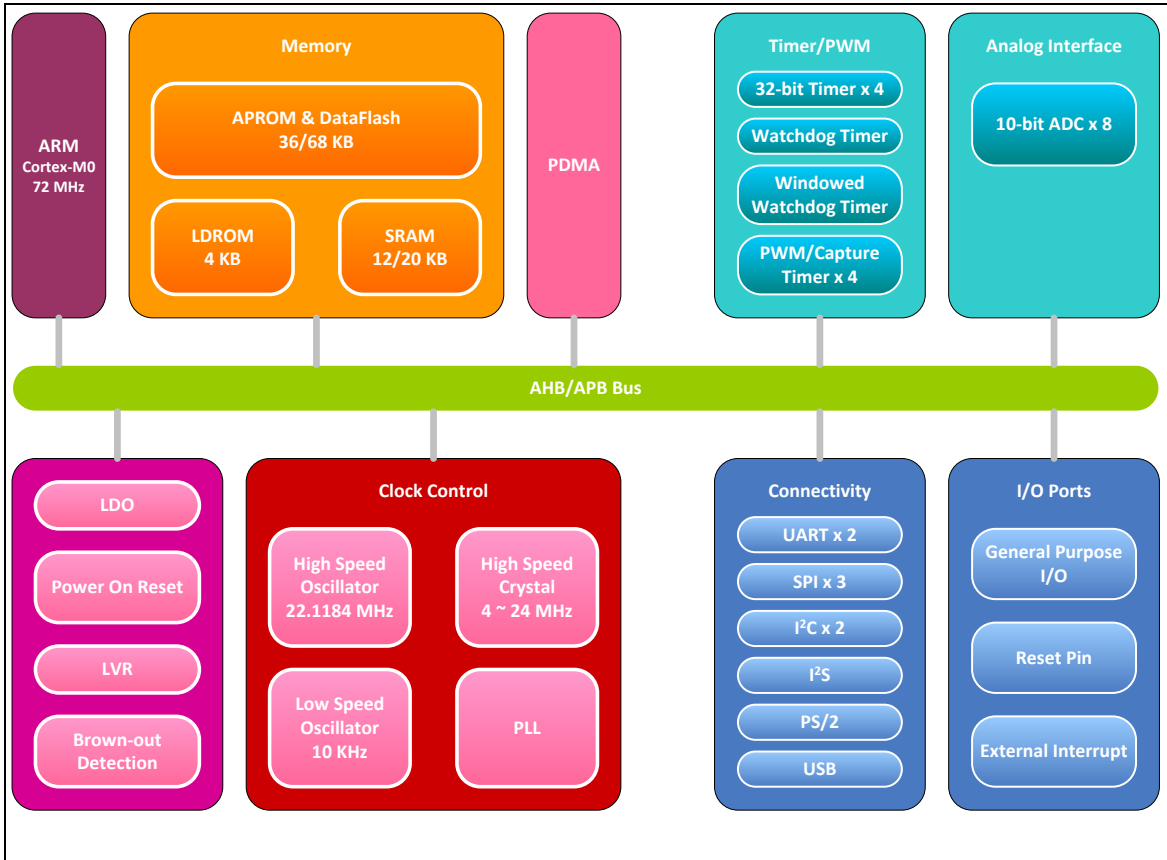 ARM
Cortex-M0
72 MHz
Memory
APROM & DataFlash
36/68 KB
LDROM
4 KB
SRAM
12/20 KB
PDMA
Timer/PWM
32-bit Timer x 4
Watchdog Timer
Windowed
Watchdog Timer
PWM/Capture
Timer x 4
Analog Interface
10-bit ADC x 8
AHB/APB Bus
LDO
Power On Reset
LVR
Brown-out
Detection
Clock Control
High Speed
Oscillator
22.1184 MHz
High Speed
Crystal
4 ~ 24 MHz
Low Speed
Oscillator
10 KHz
PLL
Connectivity
UART x 2
SPI x 3
I²C x 2
I²S
PS/2
USB
I/O Ports
General Purpose
I/O
Reset Pin
External Interrupt